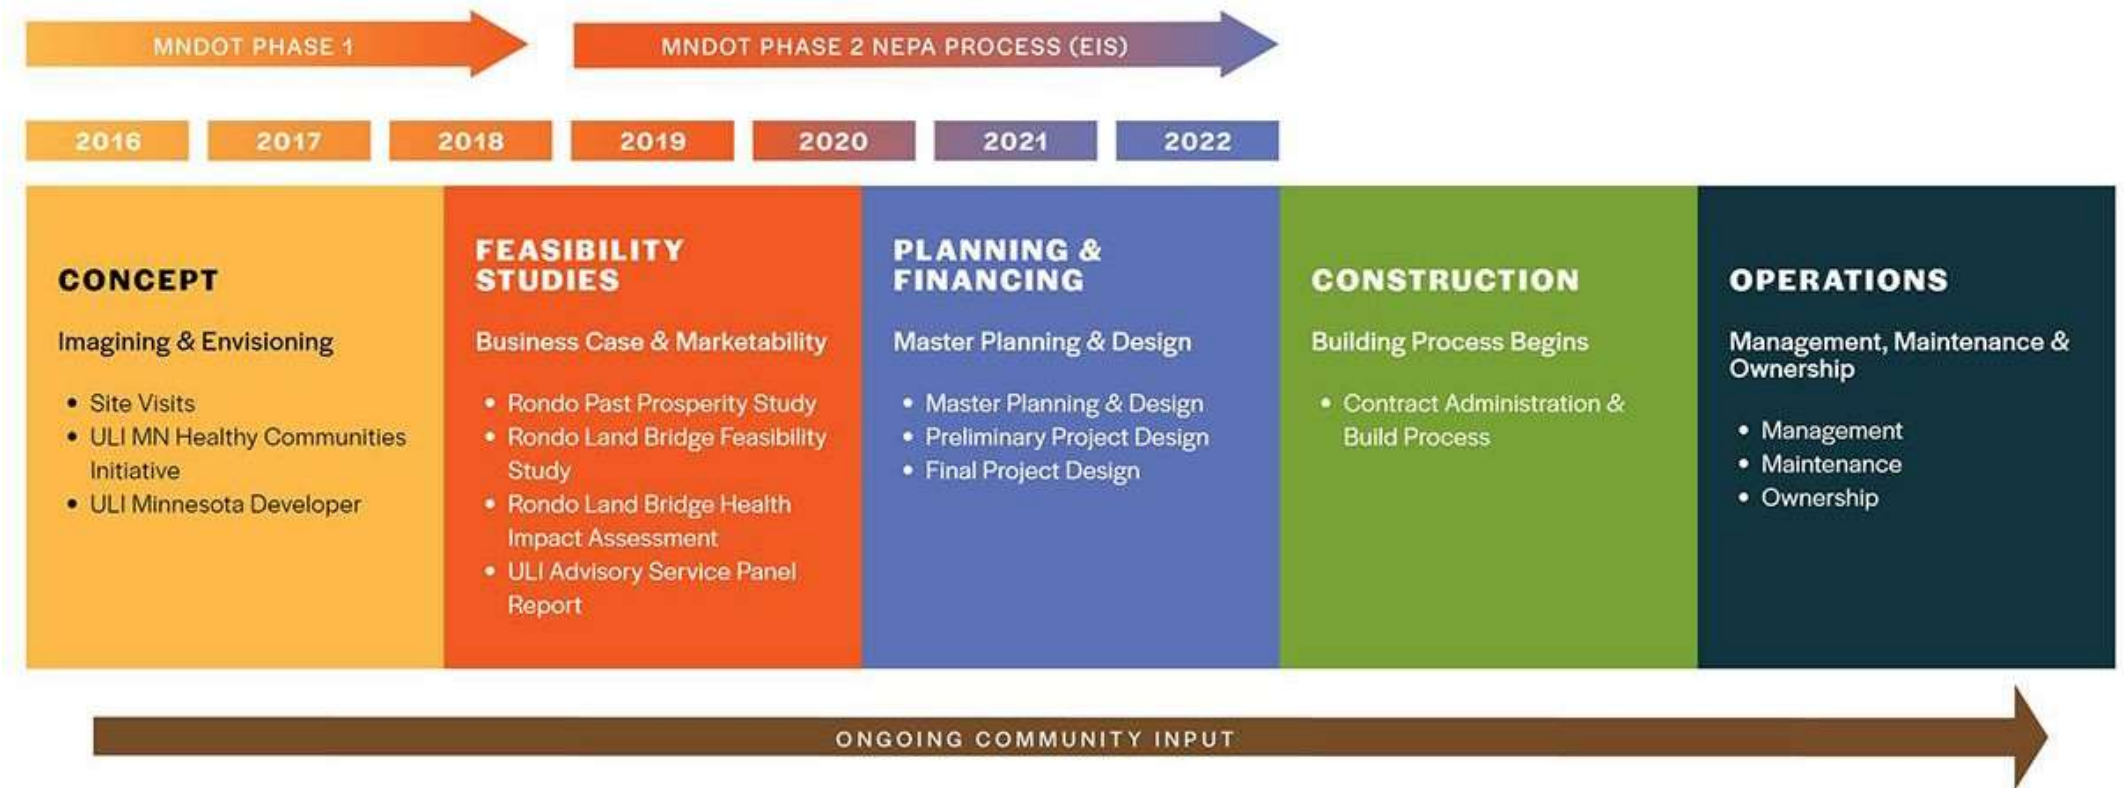 MNDOT PHASE 1
MNDOT PHASE 2 NEPA PROCESS (EIS)
2016
2017
2018
2019
2020
2021
2022
CONCEPT
Imagining & Envisioning
• Site Visits
• ULI MN Healthy Communities
Initiative
• ULI Minnesota Developer
FEASIBILITY
STUDIES
Business Case & Marketability
• Rondo Past Prosperity Study
• Rondo Land Bridge Feasibility
Study
• Rondo Land Bridge Health
Impact Assessment
• ULI Advisory Service Panel
Report
PLANNING &
FINANCING
Master Planning & Design
• Master Planning & Design
• Preliminary Project Design
• Final Project Design
CONSTRUCTION
Building Process Begins
• Contract Administration &
Build Process
OPERATIONS
Management, Maintenance &
Ownership
• Management
• Maintenance
• Ownership
ONGOING COMMUNITY INPUT